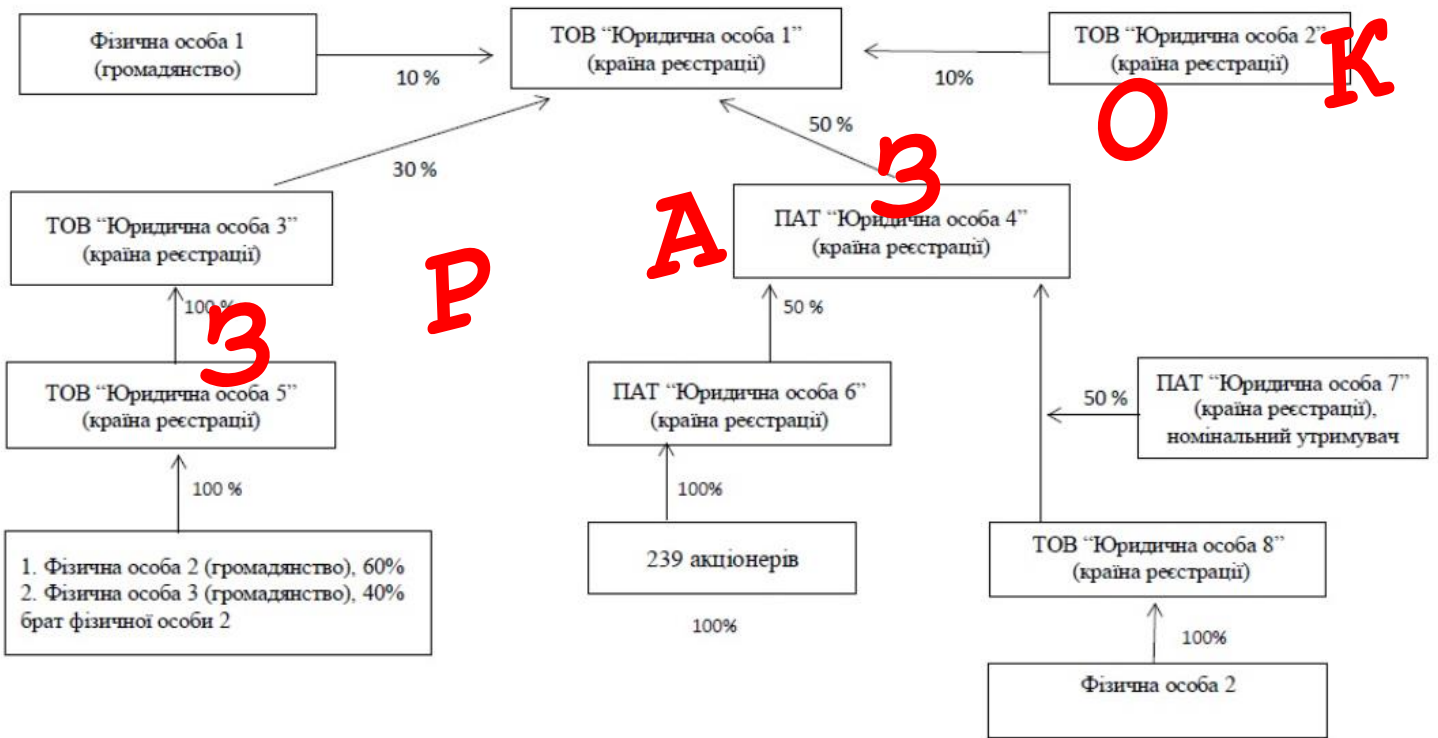 Фізична особа 1
(громадянство)
10 %
ТОВ “Юридична особа 1”
(країна реєстрації)
10%
ТОВ “Юридична особа 2”
(країна реєстрації)
30 %
50 %
ТОВ “Юридична особа 3”
(країна реєстрації)
ПАТ “Юридична особа 4”
(країна реєстрації)
100 %
50 %
ТОВ “Юридична особа 5”
(країна реєстрації)
ПАТ “Юридична особа 6”
(країна реєстрації)
50 %
ПАТ “Юридична особа 7”
(країна реєстрації),
номінальний утримувач
100 %
100%
1. Фізична особа 2 (громадянство), 60%
2. Фізична особа 3 (громадянство), 40%
брат фізичної особи 2
239 акціонерів
100%
ТОВ “Юридична особа 8”
(країна реєстрації)
100%
Фізична особа 2
З Р А З О К